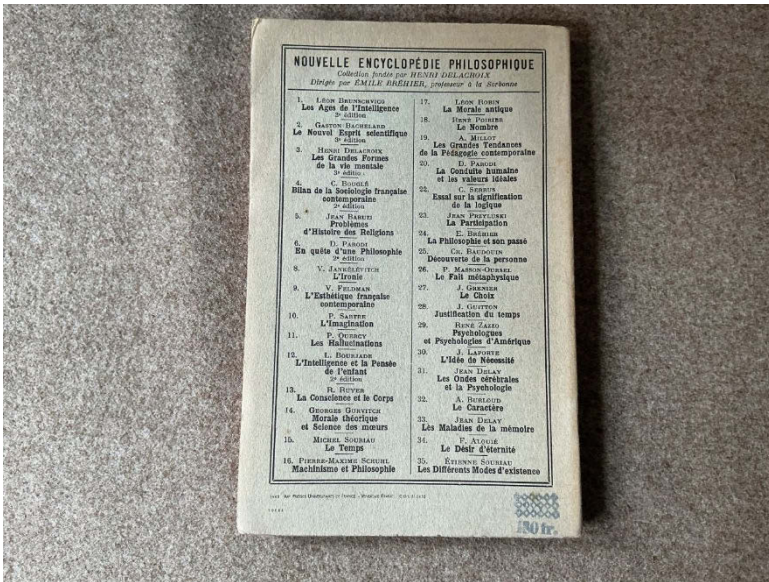 NOUVELLE ENCYCLOPÉDIE PHILOSOPHIQUE
Collection fondée par HENRI DELACROIX
Dirigée par ÉMILE BRÉHIER, professeur à la Sorbonne
1. LÉON BRUNSCHVICG
Les Ages de l'Intelligence
3e édition
2. GASTON BACHELARD
Le Nouvel Esprit scientifique
3e édition
3. HENRI DELACROIX
Les Grandes Formes
de la vie mentale
3e édition
4. C. BOUGLÉ
Bilan de la Sociologie française
contemporaine
2e édition
5. JEAN BARUZI
Problèmes
d'Histoire des Religions
6. D. PARODI
En quête d'une Philosophie
2e édition
8. V. JANKÉLÉVITCH
L'Ironie
9. V. FELDMAN
L'Esthétique française
contemporaine
10. P. SARTRE
L'Imagination
11. P. QUERCY
Les Hallucinations
12. L. BOURJADE
L'Intelligence et la Pensée
de l'enfant
2e édition
13. R. RUYER
La Conscience et le Corps
14. GEORGES GURVITCH
Morale théorique
et Science des mœurs
15. MICHEL SOURIAU
Le Temps
16. PIERRE-MAXIME SCHUHL
Machinisme et Philosophie
17. LÉON ROBIN
La Morale antique
18. RENÉ POIRIER
Le Nombre
19. A. MILLOT
Les Grandes Tendances
de la Pédagogie contemporaine
20. D. PARODI
La Conduite humaine
et les valeurs idéales
22. C. SERRUS
Essai sur la signification
de la logique
23. JEAN PRZYLUSKI
La Participation
24. E. BRÉHIER
La Philosophie et son passé
25. CH. BAUDOUIN
Découverte de la personne
26. P. MASSON-OURSEL
Le Fait métaphysique
27. J. GRENIER
Le Choix
28. J. GUITTON
Justification du temps
29. RENÉ ZAZZO
Psychologues
et Psychologies d'Amérique
30. J. LAPORTE
L'Idée de Nécessité
31. JEAN DELAY
Les Ondes cérébrales
et la Psychologie
32. A. BURLOUD
Le Caractère
33. JEAN DELAY
Les Maladies de la mémoire
34. F. ALQUIÉ
Le Désir d'éternité
35. ÉTIENNE SOURIAU
Les Différents Modes d'existence
130 fr.